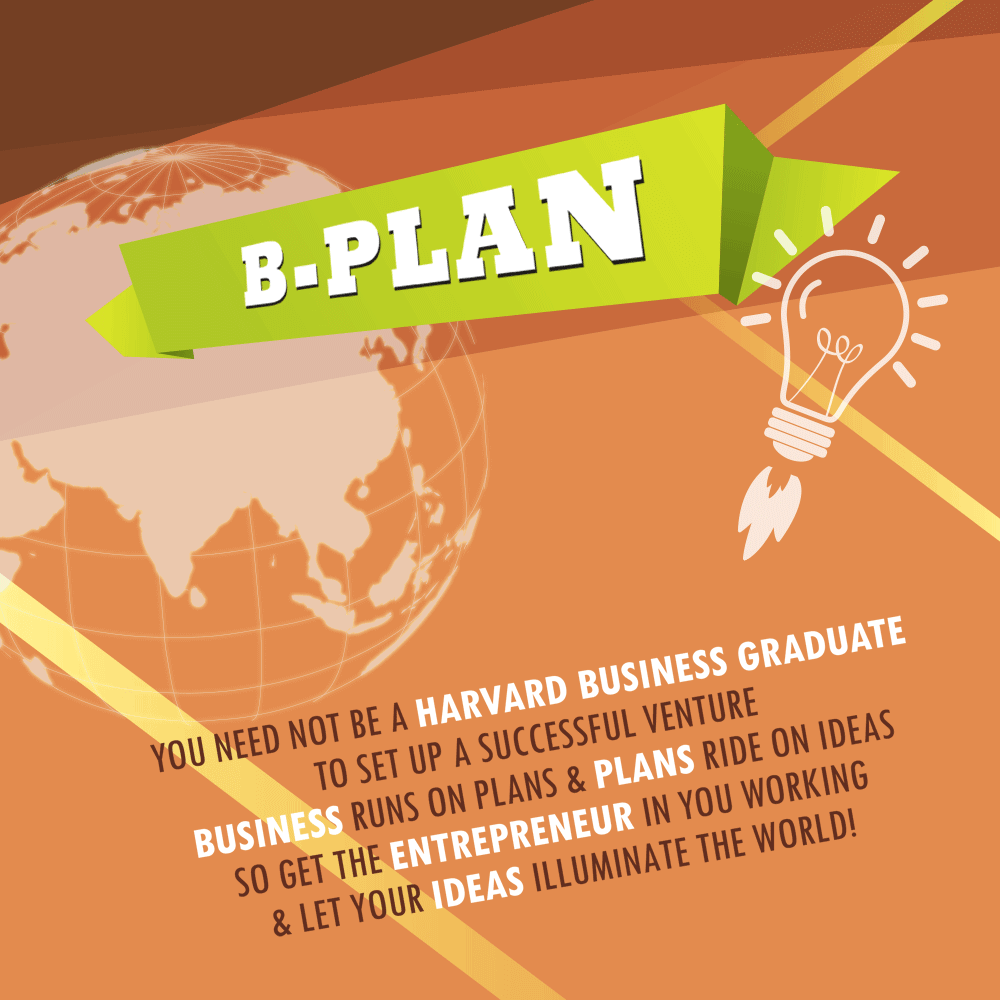 B-PLAN
YOU NEED NOT BE A HARVARD BUSINESS GRADUATE
TO SET UP A SUCCESSFUL VENTURE
BUSINESS RUNS ON PLANS & PLANS RIDE ON IDEAS
SO GET THE ENTREPRENEUR IN YOU WORKING
& LET YOUR IDEAS ILLUMINATE THE WORLD!